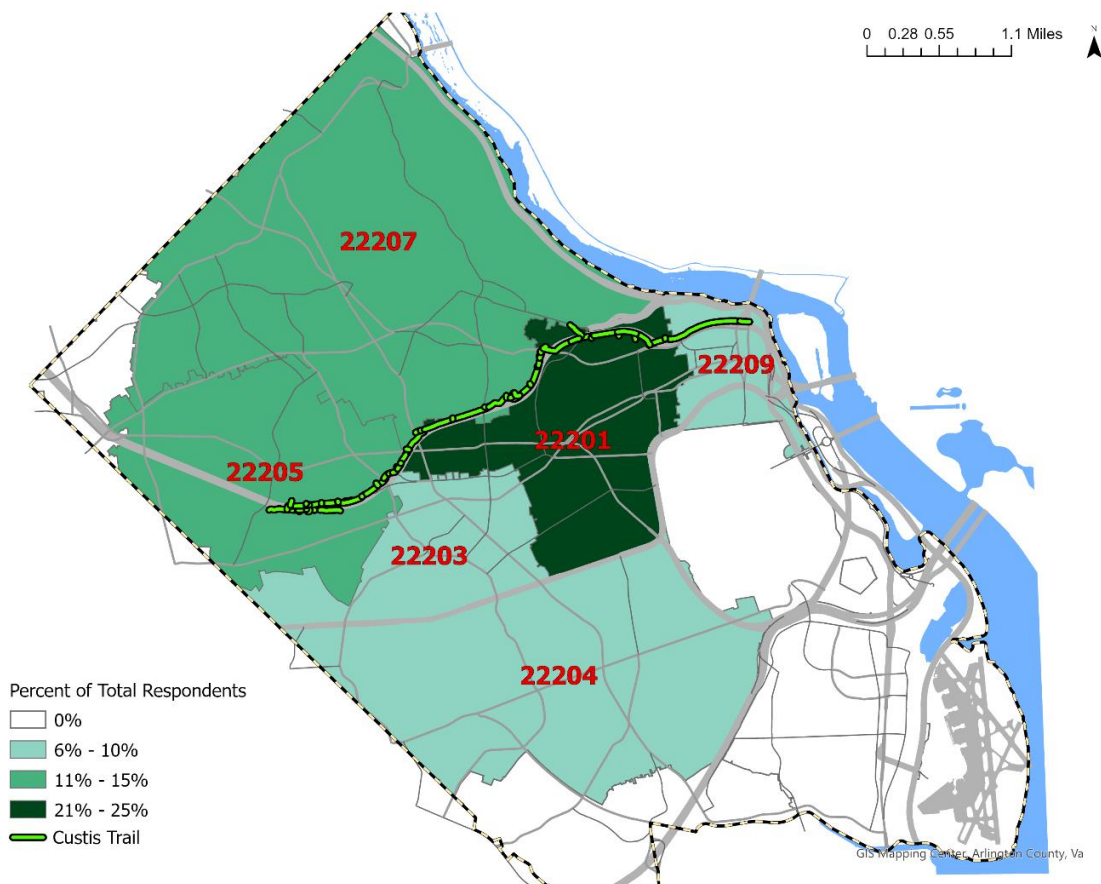 0 0.28 0.55 1.1 Miles
N
22207
22209
22201
22205
22203
22204
Percent of Total Respondents
0%
6% - 10%
11% - 15%
21% - 25%
Custis Trail
GIS Mapping Center, Arlington County, Va